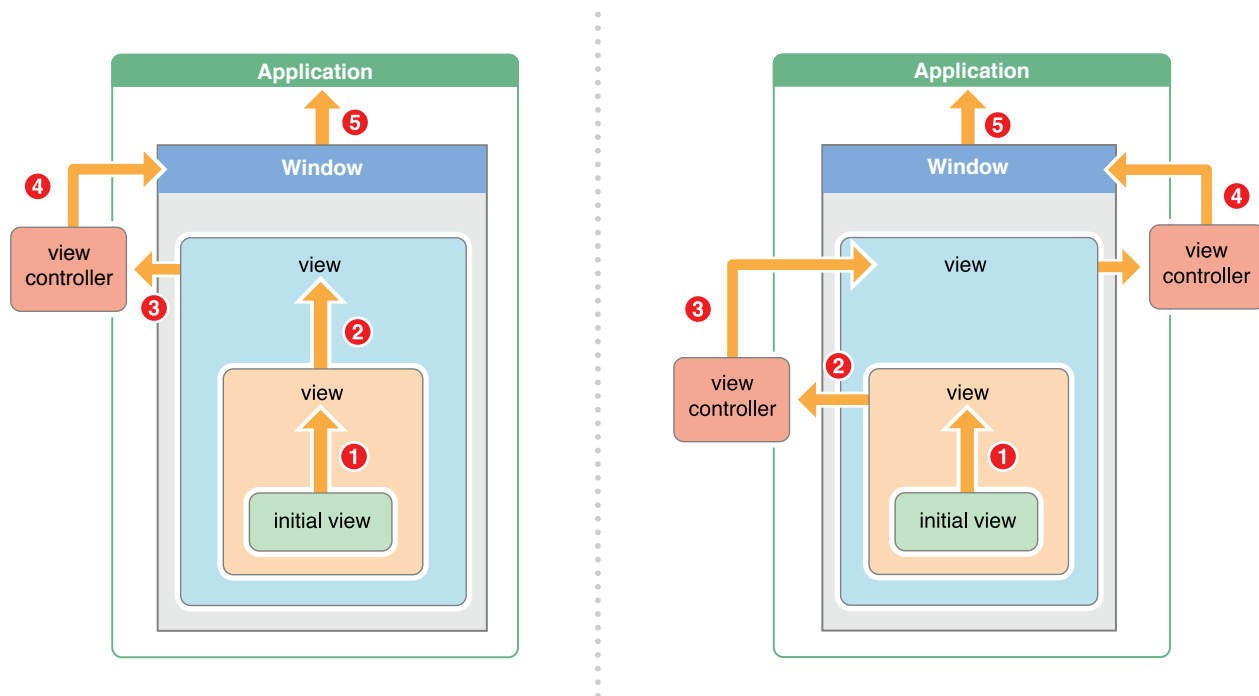 Application
5
Window
4
view
controller
view
3
2
view
1
initial view
Application
5
Window
4
view
controller
view
3
2
view
controller
view
1
initial view